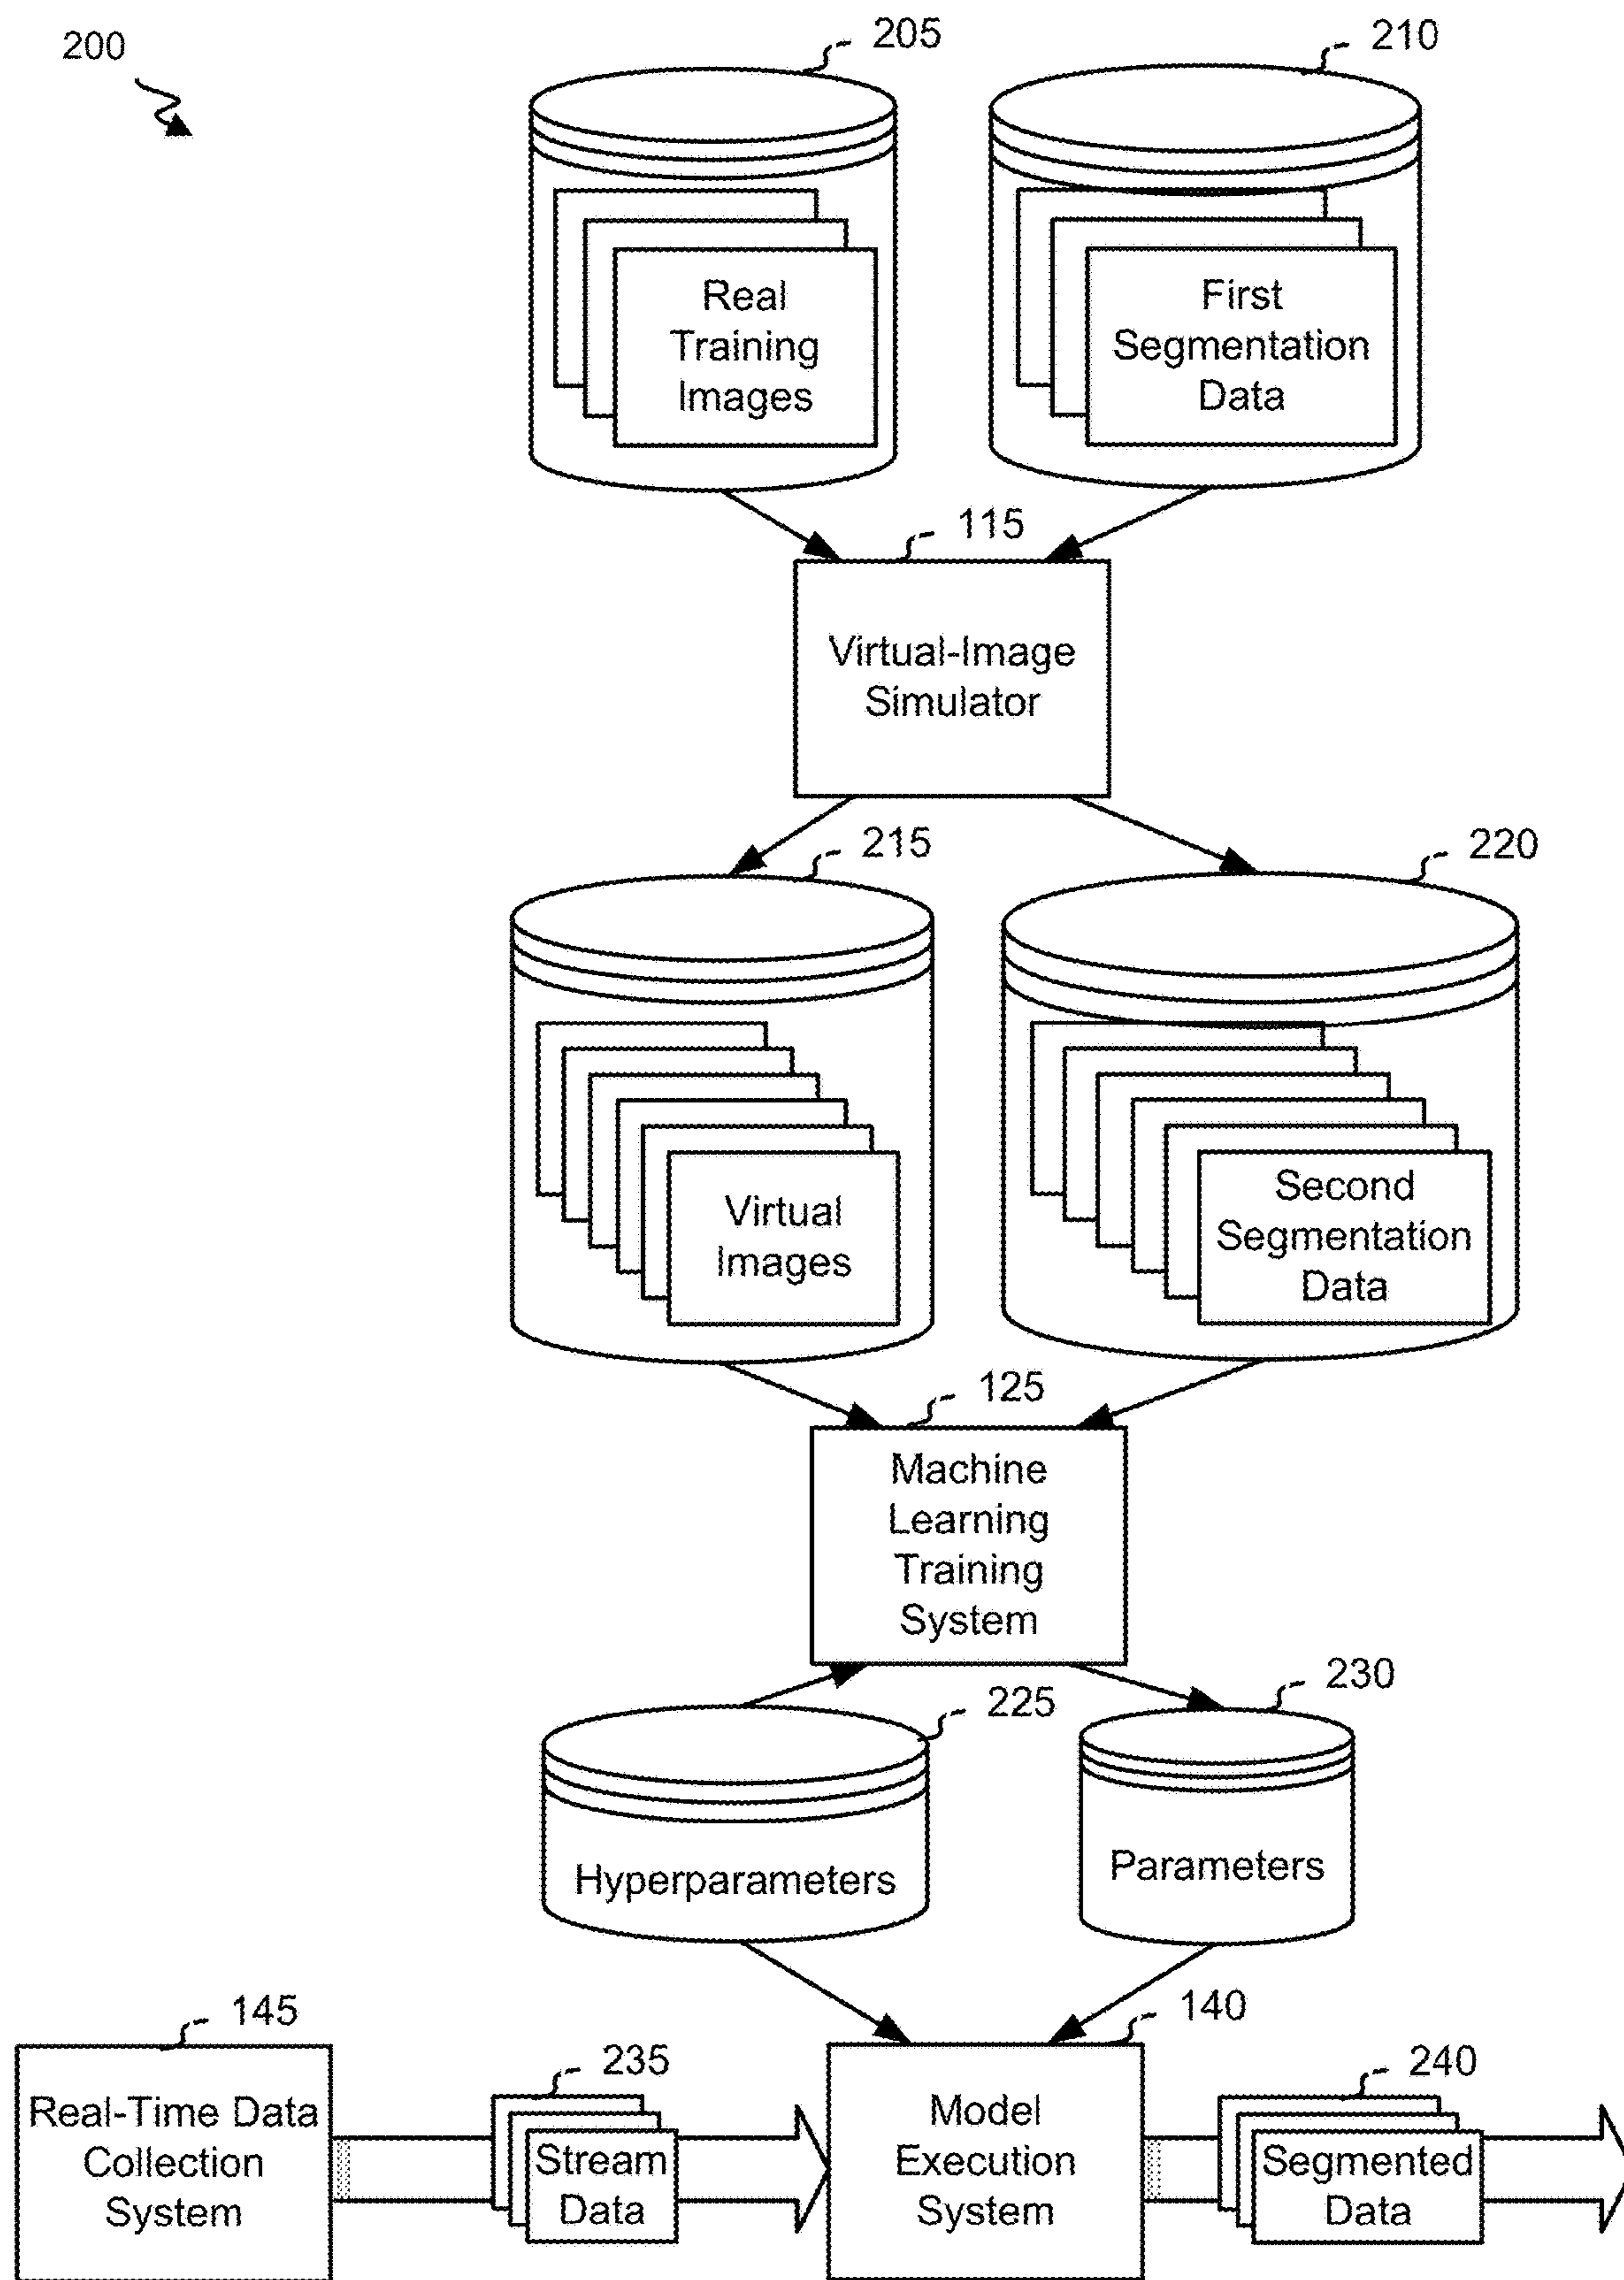 200
205
210
Real
Training
Images
First
Segmentation
Data
115
Virtual-Image
Simulator
215
220
Virtual
Images
Second
Segmentation
Data
125
Machine
Learning
Training
System
225
230
Hyperparameters
Parameters
145
235
140
240
Real-Time Data
Collection
System
Stream
Data
Model
Execution
System
Segmented
Data